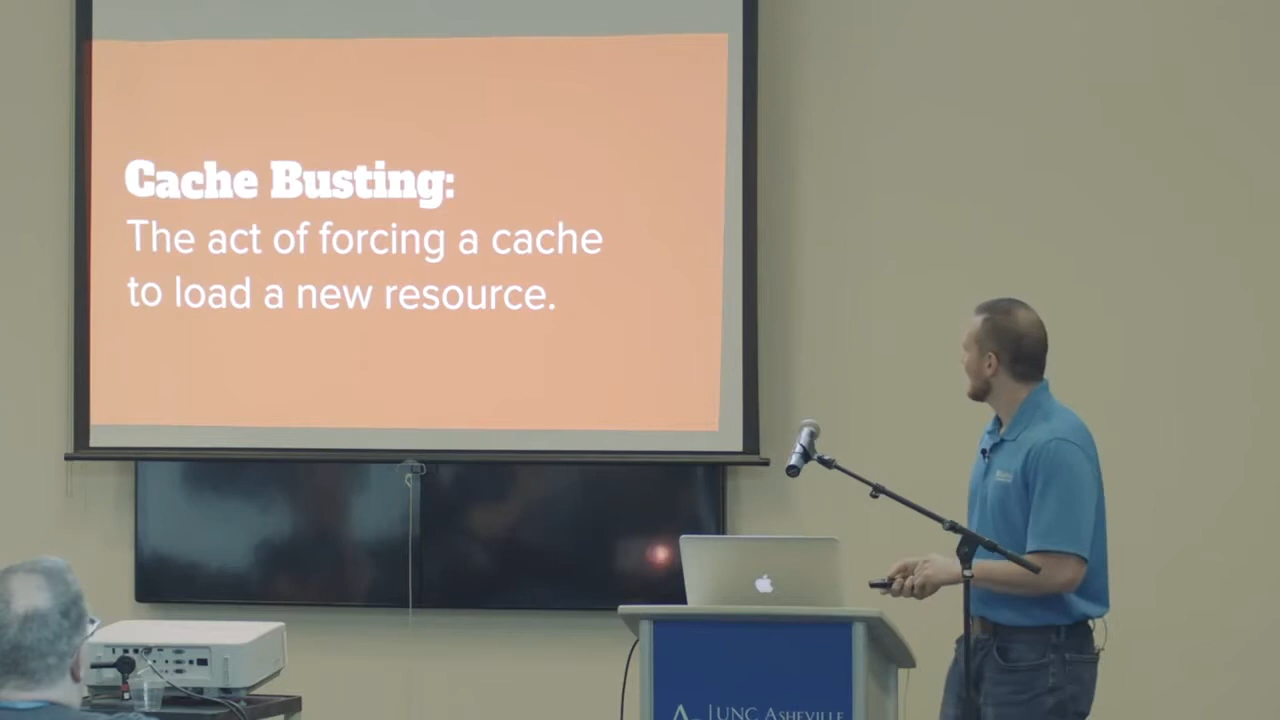 Cache Busting:
The act of forcing a cache
to load a new resource.
UNC ASHEVILLE